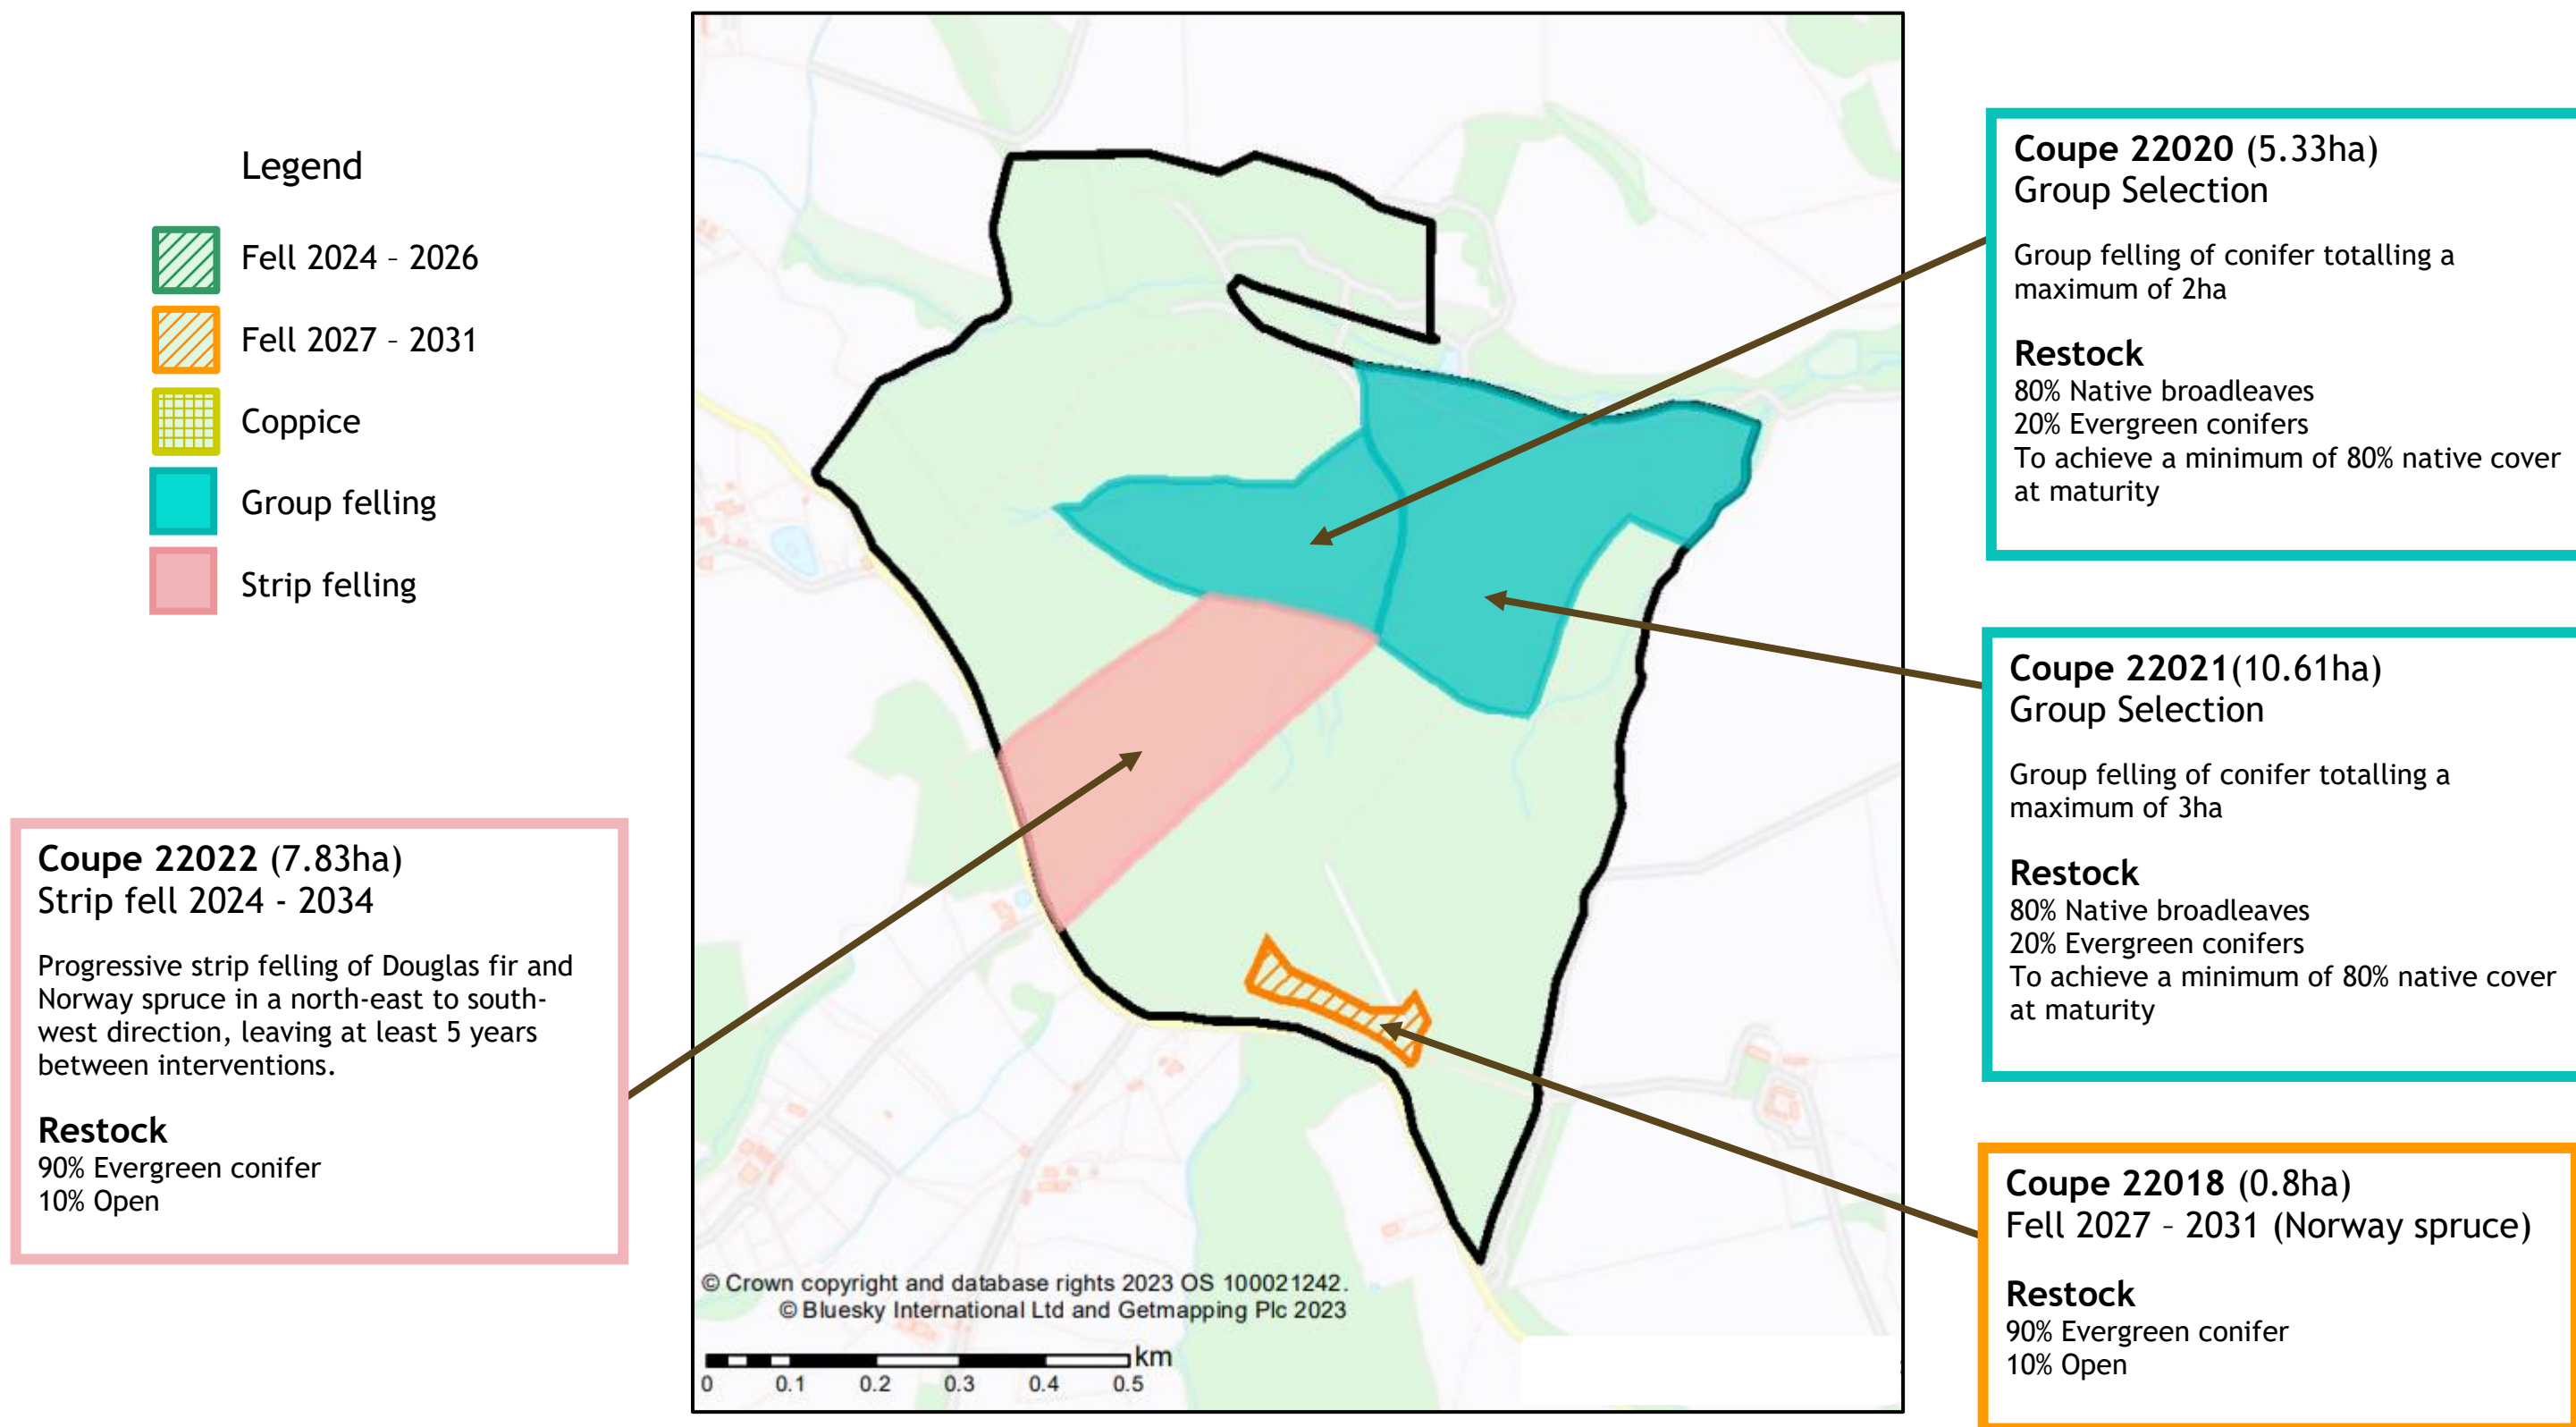 Legend
Fell 2024 – 2026
Fell 2027 – 2031
Coppice
Group felling
Strip felling
Coupe 22022 (7.83ha)
Strip fell 2024 - 2034
Progressive strip felling of Douglas fir and
Norway spruce in a north-east to south-
west direction, leaving at least 5 years
between interventions.
Restock
90% Evergreen conifer
10% Open
© Crown copyright and database rights 2023 OS 100021242.
© Bluesky International Ltd and Getmapping Plc 2023
km
0 0.1 0.2 0.3 0.4 0.5
Coupe 22020 (5.33ha)
Group Selection
Group felling of conifer totalling a
maximum of 2ha
Restock
80% Native broadleaves
20% Evergreen conifers
To achieve a minimum of 80% native cover
at maturity
Coupe 22021(10.61ha)
Group Selection
Group felling of conifer totalling a
maximum of 3ha
Restock
80% Native broadleaves
20% Evergreen conifers
To achieve a minimum of 80% native cover
at maturity
Coupe 22018 (0.8ha)
Fell 2027 – 2031 (Norway spruce)
Restock
90% Evergreen conifer
10% Open